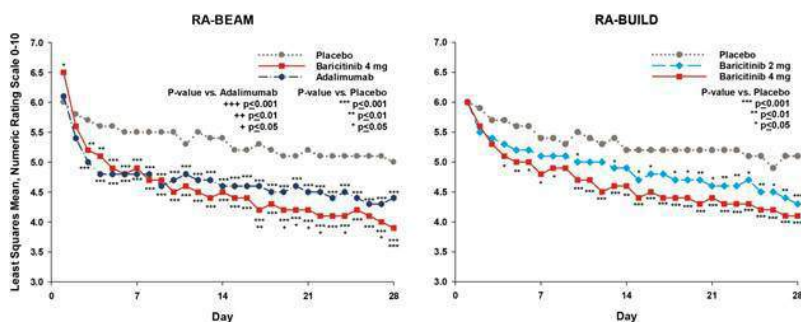 RA-BEAM
RA-BUILD
Least Squares Mean, Numeric Rating Scale 0-10
7.0
6.5
6.0
5.5
5.0
4.5
4.0
3.5
3.0
Placebo
Baricitinib 4 mg
Adalimumab
P-value vs. Adalimumab
+++ p≤0.001
++ p≤0.01
+ p≤0.05
P-value vs. Placebo
*** p≤0.001
** p≤0.01
* p≤0.05
0 7 14 21 28
Day
7.0
6.5
6.0
5.5
5.0
4.5
4.0
3.5
3.0
Placebo
Baricitinib 2 mg
Baricitinib 4 mg
P-value vs. Placebo
*** p≤0.001
** p≤0.01
* p≤0.05
0 7 14 21 28
Day